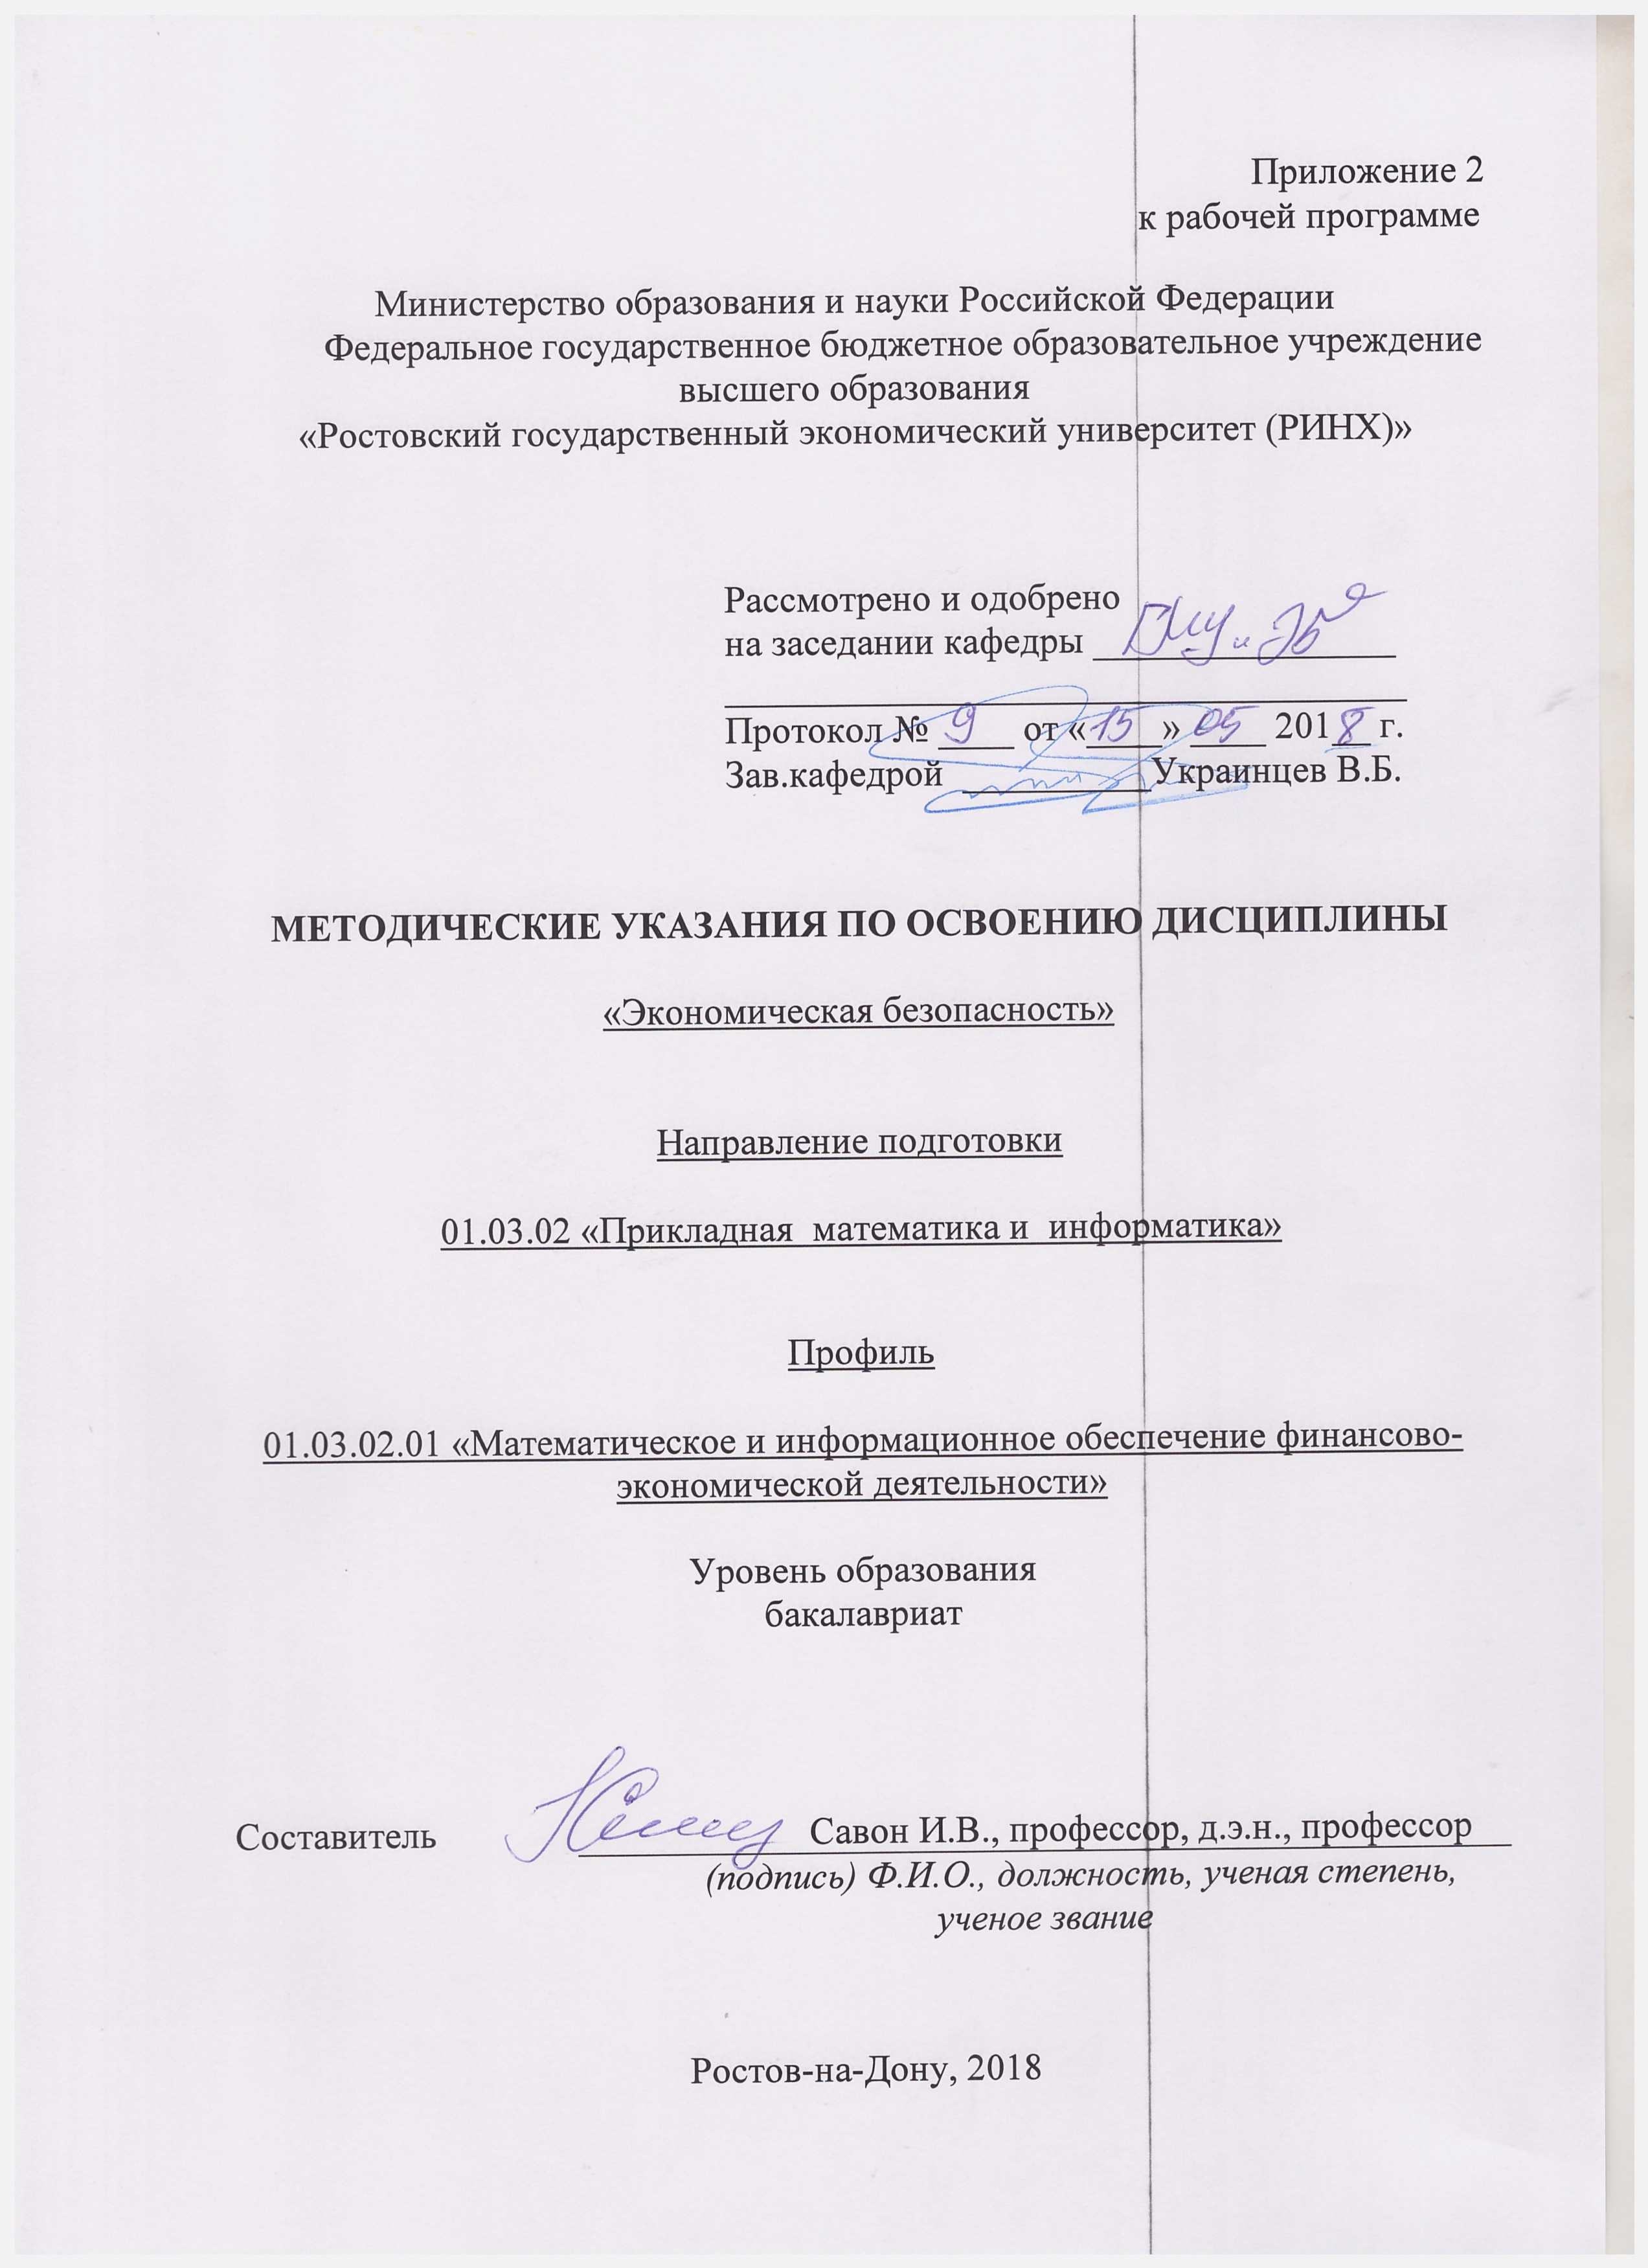 Приложение 2
к рабочей программе
Министерство образования и науки Российской Федерации
Федеральное государственное бюджетное образовательное учреждение
высшего образования
«Ростовский государственный экономический университет (РИНХ)»
Рассмотрено и одобрено
на заседании кафедры
Протокол № 9 от «15» 05 2018 г.
Зав.кафедрой Украинцев В.Б.
МЕТОДИЧЕСКИЕ УКАЗАНИЯ ПО ОСВОЕНИЮ ДИСЦИПЛИНЫ
«Экономическая безопасность»
Направление подготовки
01.03.02 «Прикладная математика и информатика»
Профиль
01.03.02.01 «Математическое и информационное обеспечение финансово-
экономической деятельности»
Уровень образования
бакалавриат
Составитель Савон И.В., профессор, д.э.н., профессор
(подпись) Ф.И.О., должность, ученая степень,
ученое звание
Ростов-на-Дону, 2018